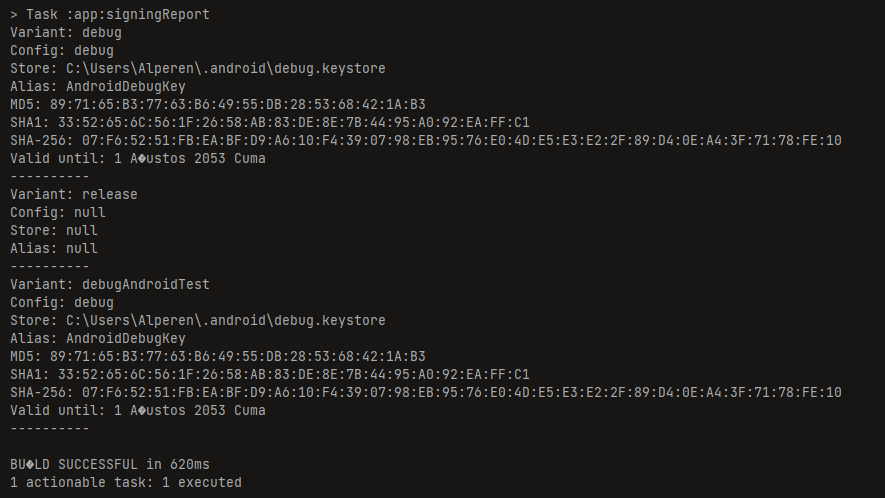 > Task :app:signingReport
Variant: debug
Config: debug
Store: C:\Users\Alperen\.android\debug.keystore
Alias: AndroidDebugKey
MD5: 89:71:65:B3:77:63:B6:49:55:DB:28:53:68:42:1A:B3
SHA1: 33:52:65:6C:56:1F:26:58:AB:83:DE:8E:7B:44:95:A0:92:EA:FF:C1
SHA-256: 07:F6:52:51:FB:EA:BF:D9:A6:10:F4:39:07:98:EB:95:76:E0:4D:E5:E3:E2:2F:89:D4:0E:A4:3F:71:78:FE:10
Valid until: 1 A�ustos 2053 Cuma
----------
Variant: release
Config: null
Store: null
Alias: null
----------
Variant: debugAndroidTest
Config: debug
Store: C:\Users\Alperen\.android\debug.keystore
Alias: AndroidDebugKey
MD5: 89:71:65:B3:77:63:B6:49:55:DB:28:53:68:42:1A:B3
SHA1: 33:52:65:6C:56:1F:26:58:AB:83:DE:8E:7B:44:95:A0:92:EA:FF:C1
SHA-256: 07:F6:52:51:FB:EA:BF:D9:A6:10:F4:39:07:98:EB:95:76:E0:4D:E5:E3:E2:2F:89:D4:0E:A4:3F:71:78:FE:10
Valid until: 1 A�ustos 2053 Cuma
----------
BU�LD SUCCESSFUL in 620ms
1 actionable task: 1 executed